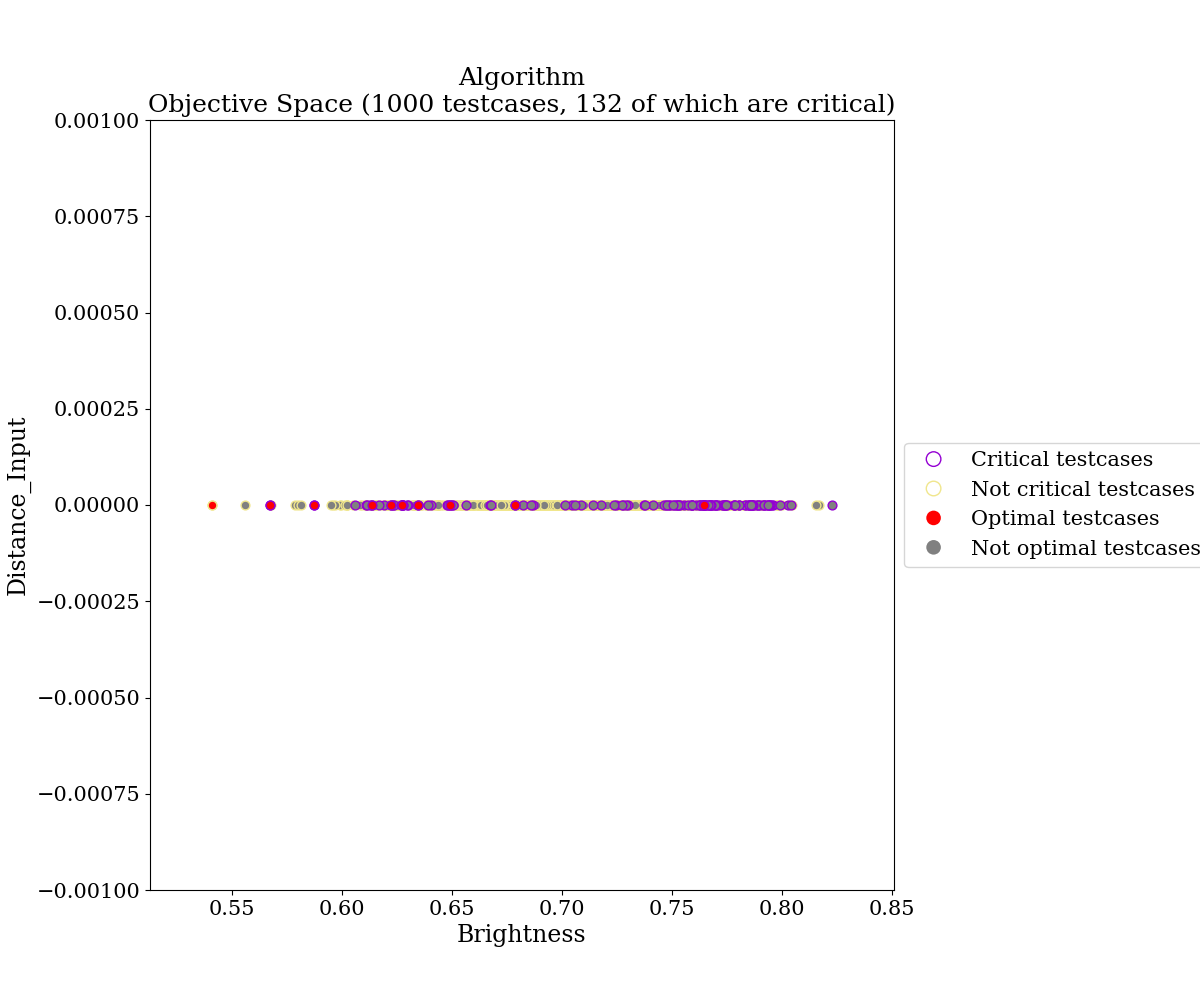 Algorithm
Objective Space (1000 testcases, 132 of which are critical)
0.00100
0.00075
0.00050
0.00025
0.00000
−0.00025
−0.00050
−0.00075
−0.00100
Distance_Input
0.55 0.60 0.65 0.70 0.75 0.80 0.85
Brightness
Critical testcases
Not critical testcases
Optimal testcases
Not optimal testcases